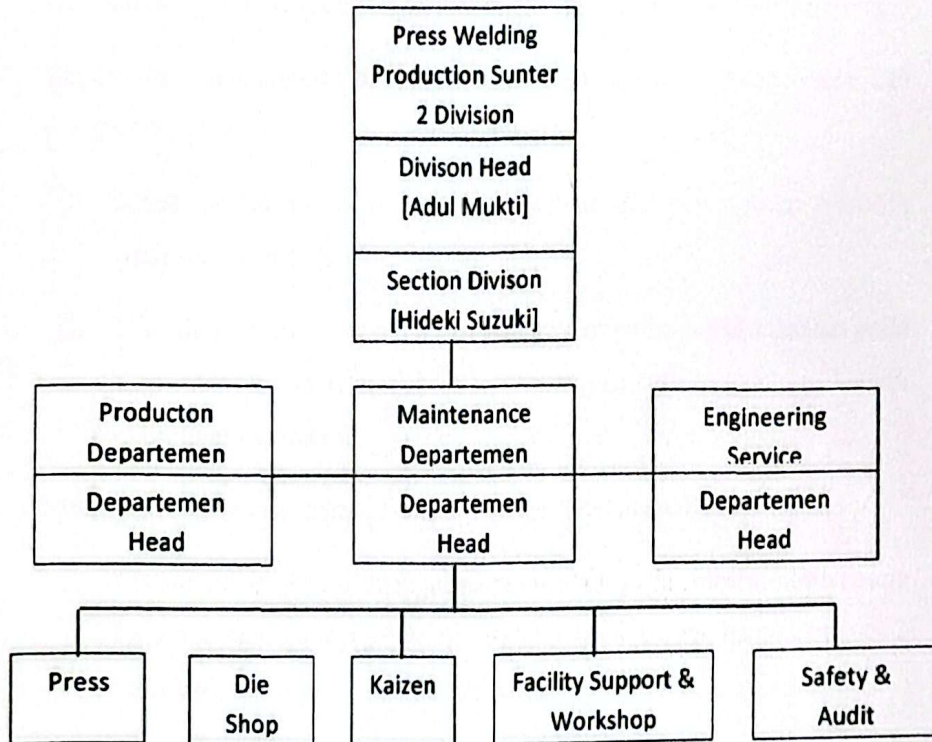 Press Welding
Production Sunter
2 Division
Divison Head
[Adul Mukti]
Section Divison
[Hideki Suzuki]
Producton
Departemen
Departemen
Head
Maintenance
Departemen
Departemen
Head
Engineering
Service
Departemen
Head
Press
Die
Shop
Kaizen
Facility Support &
Workshop
Safety &
Audit